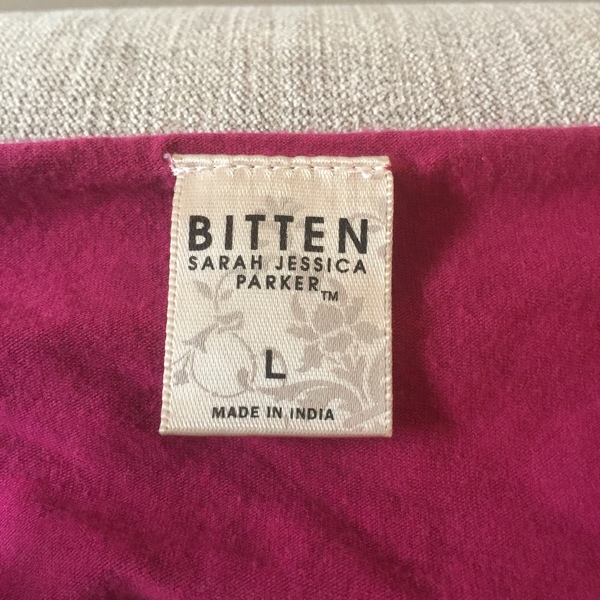 BITTEN
SARAH JESSICA
PARKER™
L
MADE IN INDIA